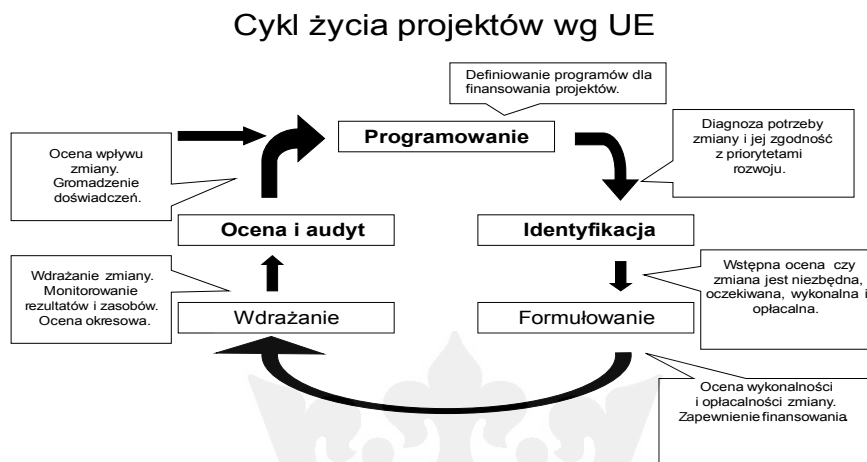 Cykl życia projektów wg UE
Definiowanie programów dla
finansowania projektów.
Programowanie
Diagnoza potrzeby
zmiany i jej zgodność
z priorytetami
rozwoju.
Ocena wpływu
zmiany.
Gromadzenie
doświadczeń.
Ocena i audyt
Identyfikacja
Wstępna ocena czy
zmiana jest niezbędna,
oczekiwana, wykonalna i
opłacalna.
Wdrażanie zmiany.
Monitorowanie
rezultatów i zasobów.
Ocena okresowa.
Wdrażanie
Formułowanie
Ocena wykonalności
i opłacalności zmiany.
Zapewnienie finansowania.